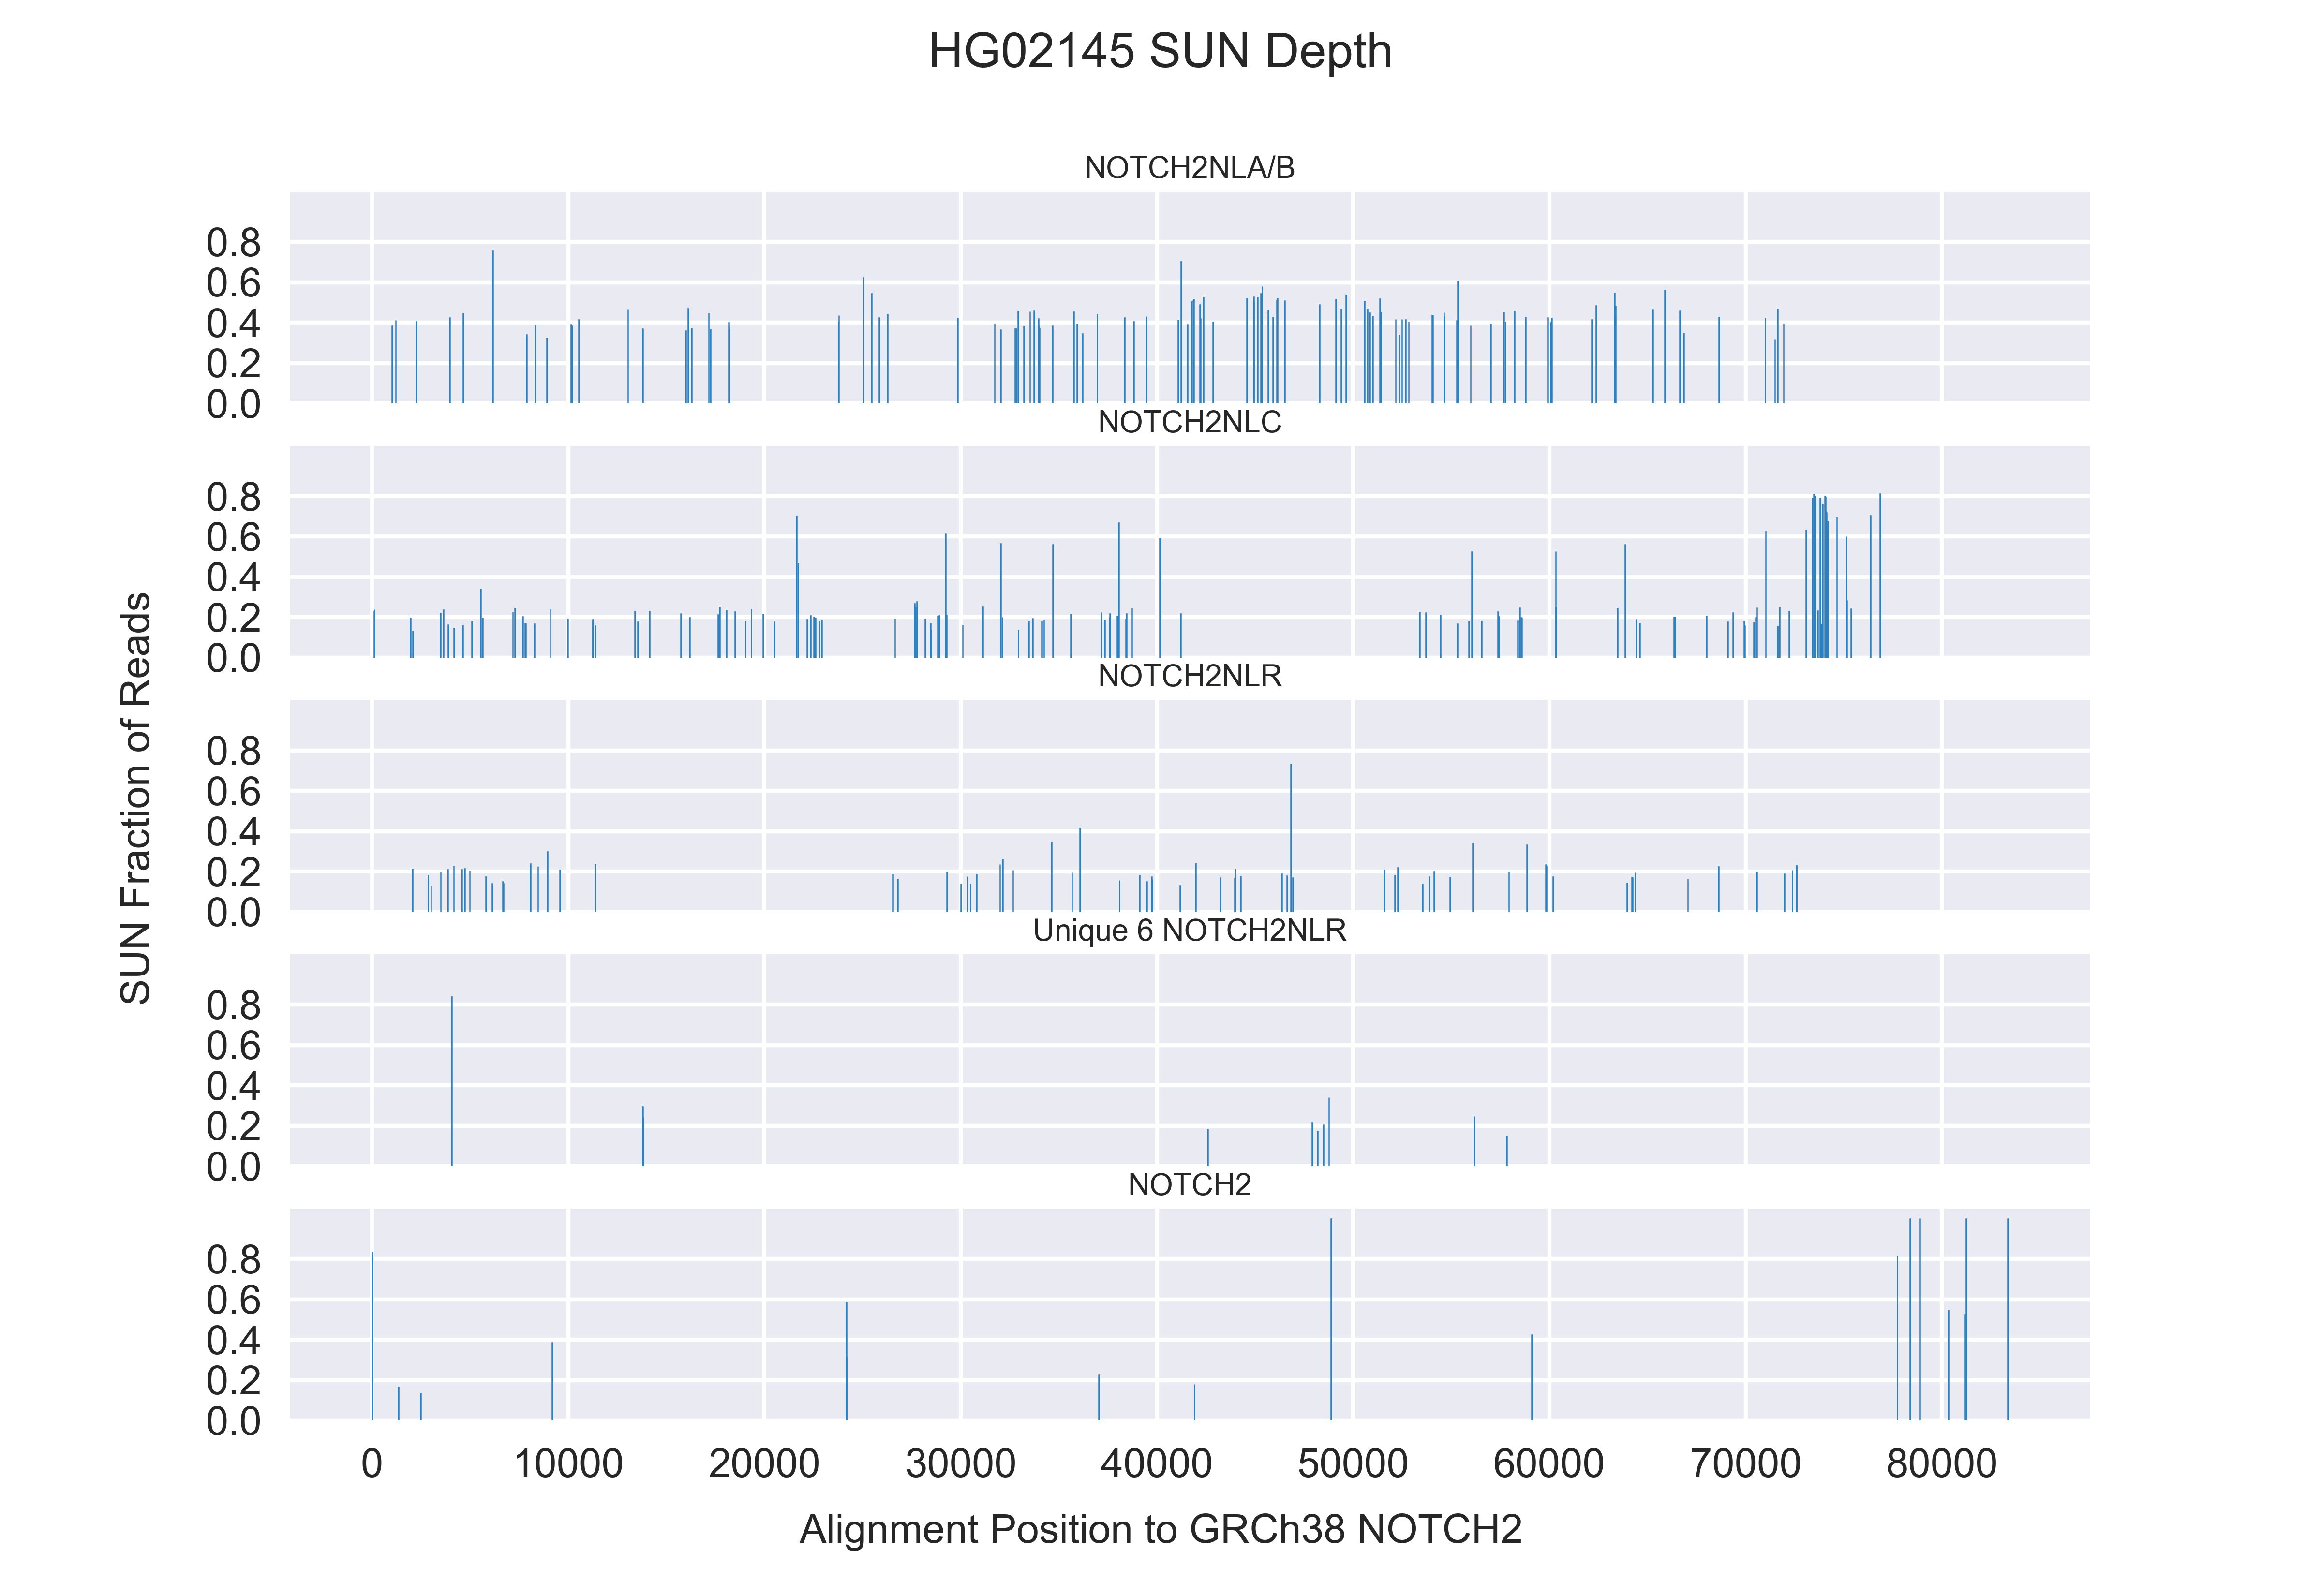 HG02145 SUN Depth
NOTCH2NLA/B
0.8
0.6
0.4
0.2
0.0
NOTCH2NLC
0.8
0.6
0.4
0.2
0.0
NOTCH2NLR
0.8
0.6
0.4
0.2
0.0
Unique 6 NOTCH2NLR
0.8
0.6
0.4
0.2
0.0
NOTCH2
0.8
0.6
0.4
0.2
0.0
SUN Fraction of Reads
0 10000 20000 30000 40000 50000 60000 70000 80000
Alignment Position to GRCh38 NOTCH2